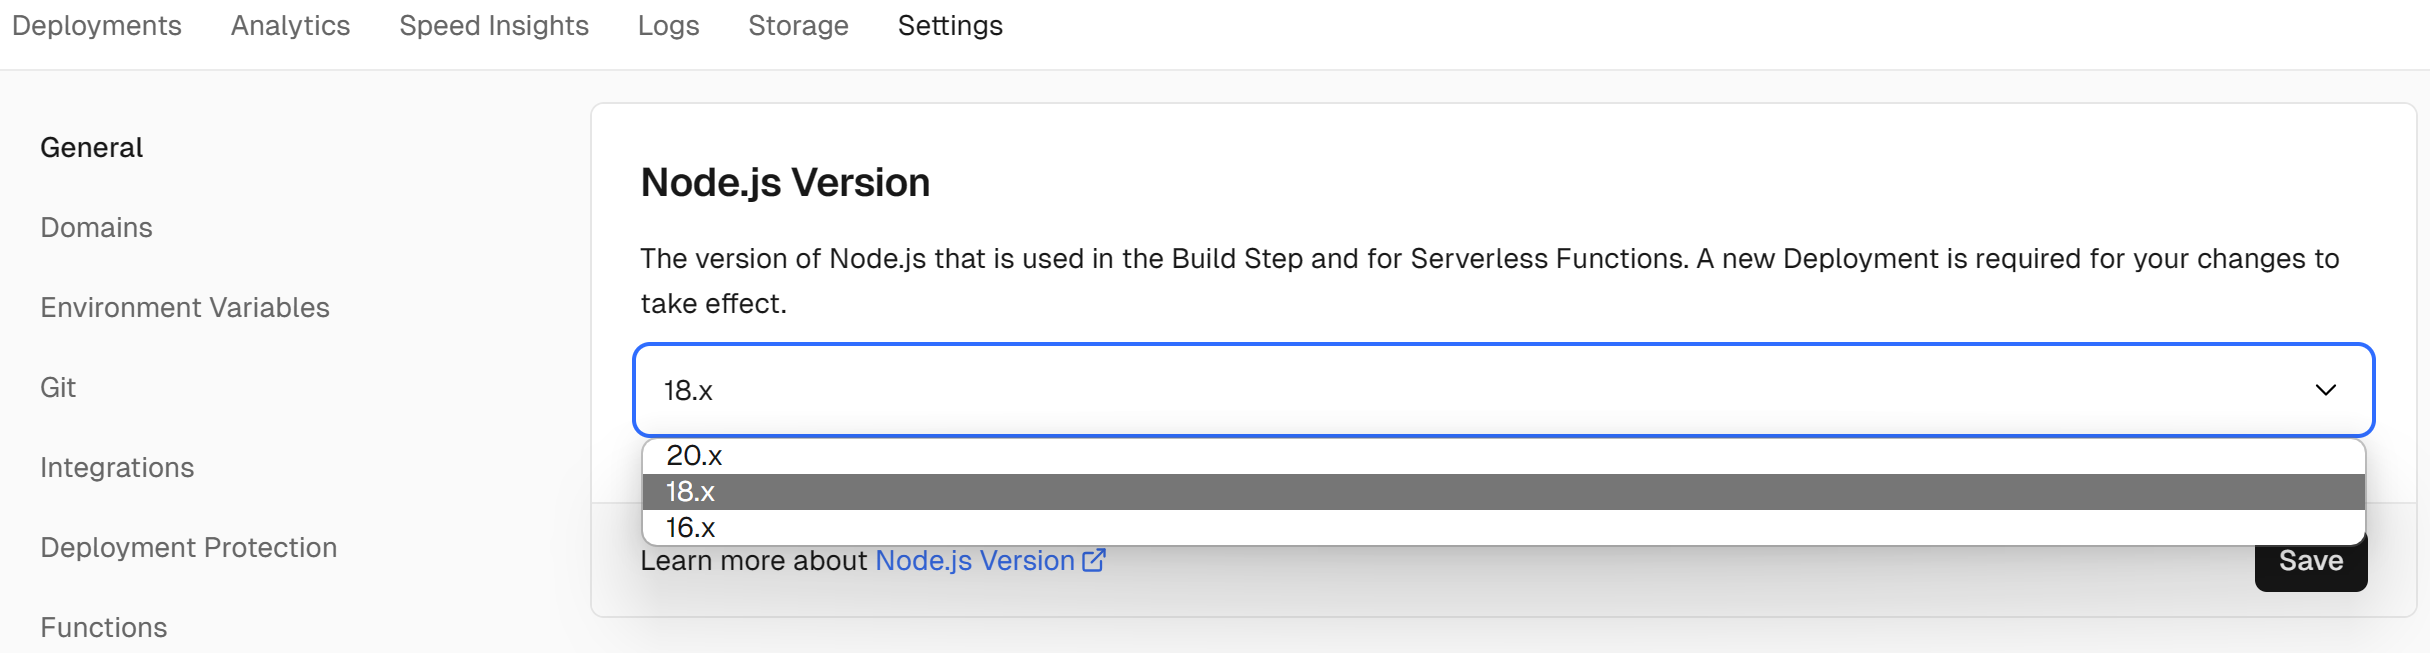 Deployments Analytics Speed Insights Logs Storage Settings
General
Domains
Environment Variables
Git
Integrations
Deployment Protection
Functions
Node.js Version
The version of Node.js that is used in the Build Step and for Serverless Functions. A new Deployment is required for your changes to
take effect.
18.x
20.x
18.x
16.x
Learn more about Node.js Version
Save